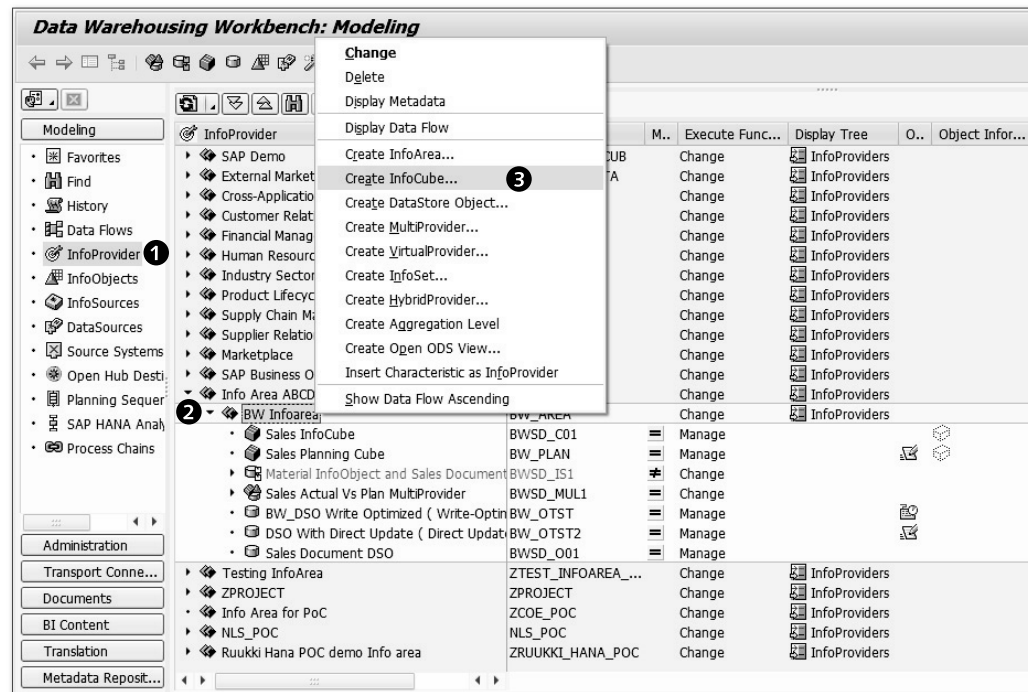 Data Warehousing Workbench: Modeling
Modeling
Favorites
Find
History
Data Flows
InfoProvider 1
InfoObjects
InfoSources
DataSources
Source Systems
Open Hub Desti
Planning Sequer
SAP HANA Analy
Process Chains
Administration
Transport Conne...
Documents
BI Content
Translation
Metadata Reposit...
Change
Delete
Display Metadata
Display Data Flow
Create InfoArea...
Create InfoCube... 3
Create DataStore Object...
Create MultiProvider...
Create VirtualProvider...
Create InfoSet...
Create HybridProvider...
Create Aggregation Level
Create Open ODS View...
Insert Characteristic as InfoProvider
Show Data Flow Ascending
InfoProvider M.. Execute Func... Display Tree O.. Object Infor...
SAP Demo CUB Change InfoProviders
External Market TA Change InfoProviders
Cross-Applicatio Change InfoProviders
Customer Relat Change InfoProviders
Financial Manag Change InfoProviders
Human Resourc Change InfoProviders
Industry Sector Change InfoProviders
Product Lifecyc Change InfoProviders
Supply Chain Ma Change InfoProviders
Supplier Relatio Change InfoProviders
Marketplace Change InfoProviders
SAP Business O Change InfoProviders
Info Area ABCD Change InfoProviders
2 BW Infoarea BW_AREA Change InfoProviders
Sales InfoCube BWSD_C01 = Manage
Sales Planning Cube BW_PLAN = Manage
Material InfoObject and Sales Document BWSD_IS1 ≠ Change
Sales Actual Vs Plan MultiProvider BWSD_MUL1 = Change
BW_DSO Write Optimized ( Write-Optin BW_OTST = Manage
DSO With Direct Update ( Direct Updat BW_OTST2 = Manage
Sales Document DSO BWSD_O01 = Manage
Testing InfoArea ZTEST_INFOAREA_... Change InfoProviders
ZPROJECT ZPROJECT Change InfoProviders
Info Area for PoC ZCOE_POC Change InfoProviders
NLS_POC NLS_POC Change InfoProviders
Ruukki Hana POC demo Info area ZRUUKKI_HANA_POC Change InfoProviders